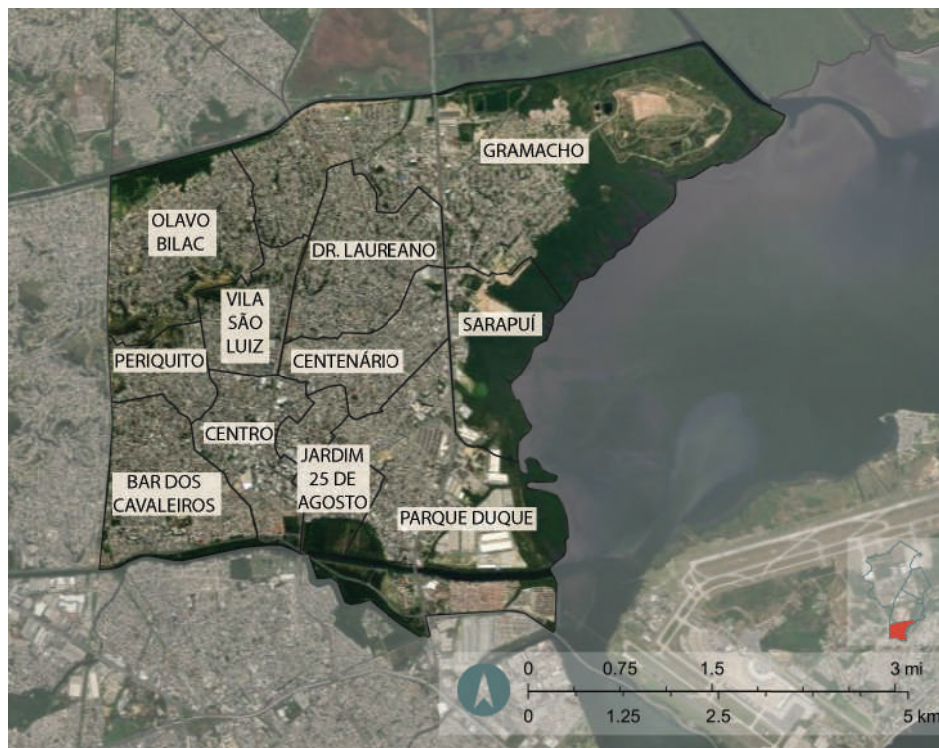 GRAMACHO
OLAVO
BILAC
DR. LAUREANO
VILA
SÃO
LUIZ
SARAPUÍ
PERIQUITO
CENTENÁRIO
CENTRO
JARDIM
25 DE
AGOSTO
BAR DOS
CAVALEIROS
PARQUE DUQUE
0 0.75 1.5 3 mi
0 1.25 2.5 5 km